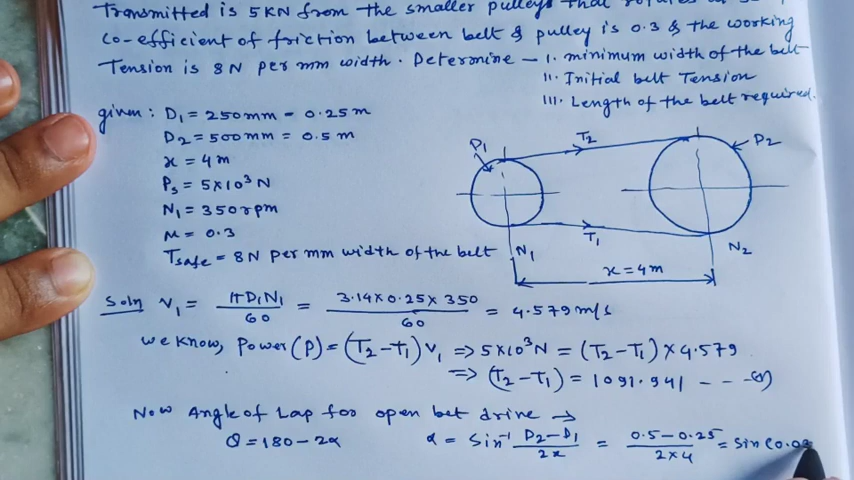 Transmitted is 5KN from the smaller pulleys that rotates
Co-efficient of friction between belt & pulley is 0.3 & the working
Tension is 8N per mm width. Determine - I. minimum width of the belt
II. Initial belt Tension
III. Length of the belt required.
given: D1 = 250mm = 0.25m
D2 = 500mm = 0.5m
x = 4m
Ps = 5×10³ N
N1 = 350rpm
M = 0.3
Tsafe = 8N per mm width of the belt
D1
T2
D2
T1
N1
N2
x = 4m
Soln V1 = πD1N1/60 = 3.14×0.25×350/60 = 4.579 m/s
We know, Power(P) = (T2-T1)V1 => 5×10³N = (T2-T1)×4.579
=> (T2-T1) = 1091.941 - - -
Now Angle of Lap for open bet drive →
θ = 180-2α α = Sin⁻¹ D2-D1/2x = 0.5-0.25/2×4 = Sin